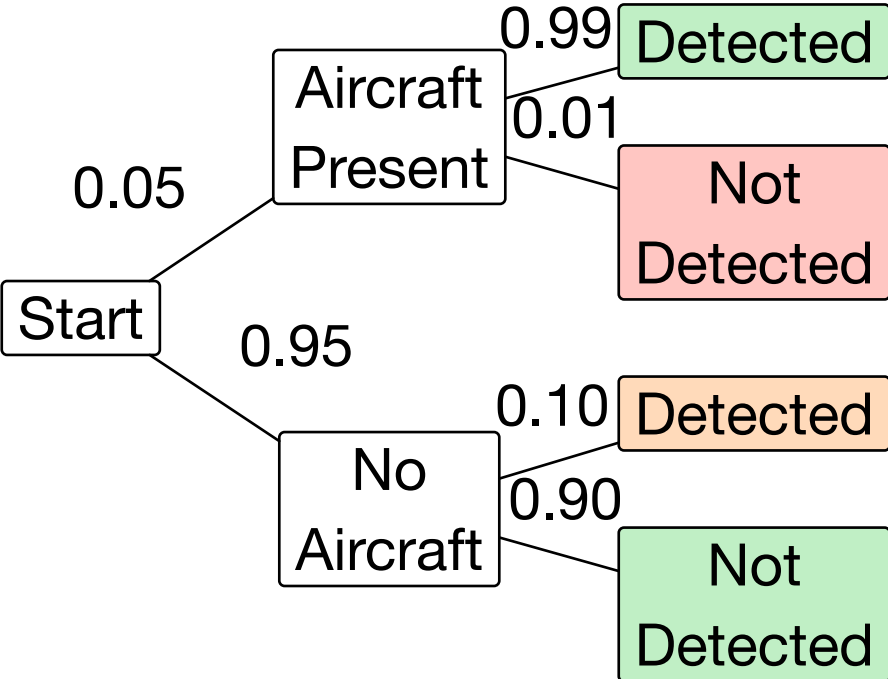 0.99
Detected
Aircraft
Present
0.01
Not
Detected
0.05
Start
0.95
0.10
Detected
No
Aircraft
0.90
Not
Detected